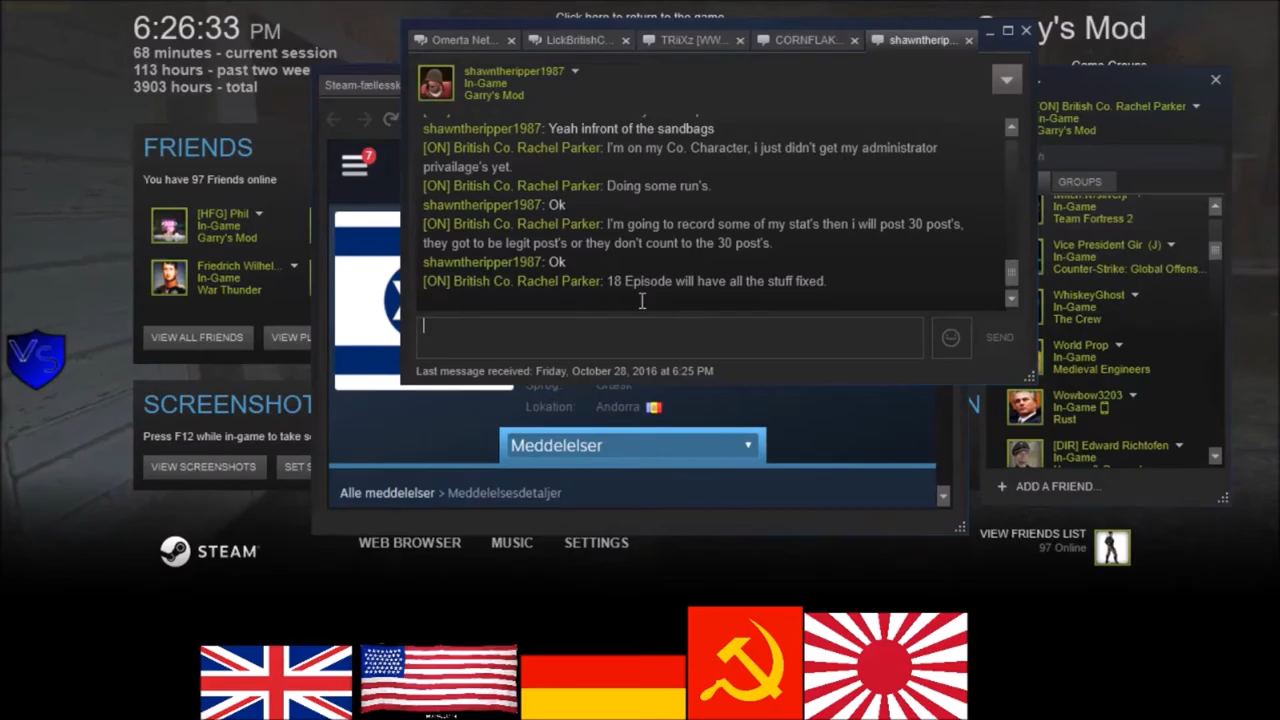 6:26:33 PM
68 minutes - current session
113 hours - past two wee
3903 hours - total
Click here to return to the game
y's Mod
Game Groups
Omerta Net...
LickBritishC...
TRiiXz [WW...
CORNFLAK...
shawntherip...
Steam-fællessk
shawntheripper1987
In-Game
Garry's Mod
shawntheripper1987: Yeah infront of the sandbags
[ON] British Co. Rachel Parker: I'm on my Co. Character, i just didn't get my administrator
privailage's yet.
[ON] British Co. Rachel Parker: Doing some run's.
shawntheripper1987: Ok
[ON] British Co. Rachel Parker: I'm going to record some of my stat's then i will post 30 post's,
they got to be legit post's or they don't count to the 30 post's.
shawntheripper1987: Ok
[ON] British Co. Rachel Parker: 18 Episode will have all the stuff fixed.
SEND
Last message received: Friday, October 28, 2016 at 6:25 PM
FRIENDS
You have 97 Friends online
[HFG] Phil
In-Game
Garry's Mod
Friedrich Wilhel...
In-Game
War Thunder
VIEW ALL FRIENDS
VIEW PL
VS
SCREENSHOT
Press F12 while in-game to take s
VIEW SCREENSHOTS
SET S
7
Sprog: Græsk
Lokation: Andorra
Meddelelser
Alle meddelelser > Meddelelsesdetaljer
[ON] British Co. Rachel Parker
In-Game
Garry's Mod
GROUPS
In-Game
Team Fortress 2
Vice President Gir (J)
In-Game
Counter-Strike: Global Offens...
WhiskeyGhost
In-Game
The Crew
World Prop
In-Game
Medieval Engineers
Wowbow3203
In-Game
Rust
[DIR] Edward Richtofen
In-Game
+ ADD A FRIEND...
STEAM
WEB BROWSER
MUSIC
SETTINGS
VIEW FRIENDS LIST
97 Online